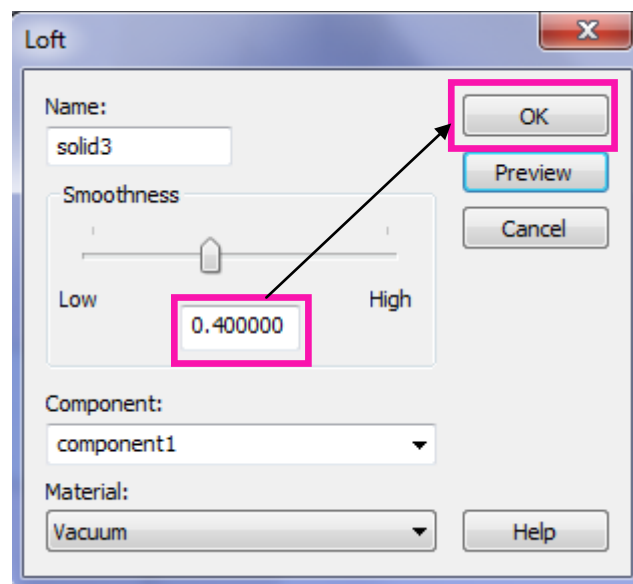 Loft
X
Name:
OK
solid3
Preview
Smoothness
Cancel
Low
High
0.400000
Component:
component1
Material:
Vacuum
Help